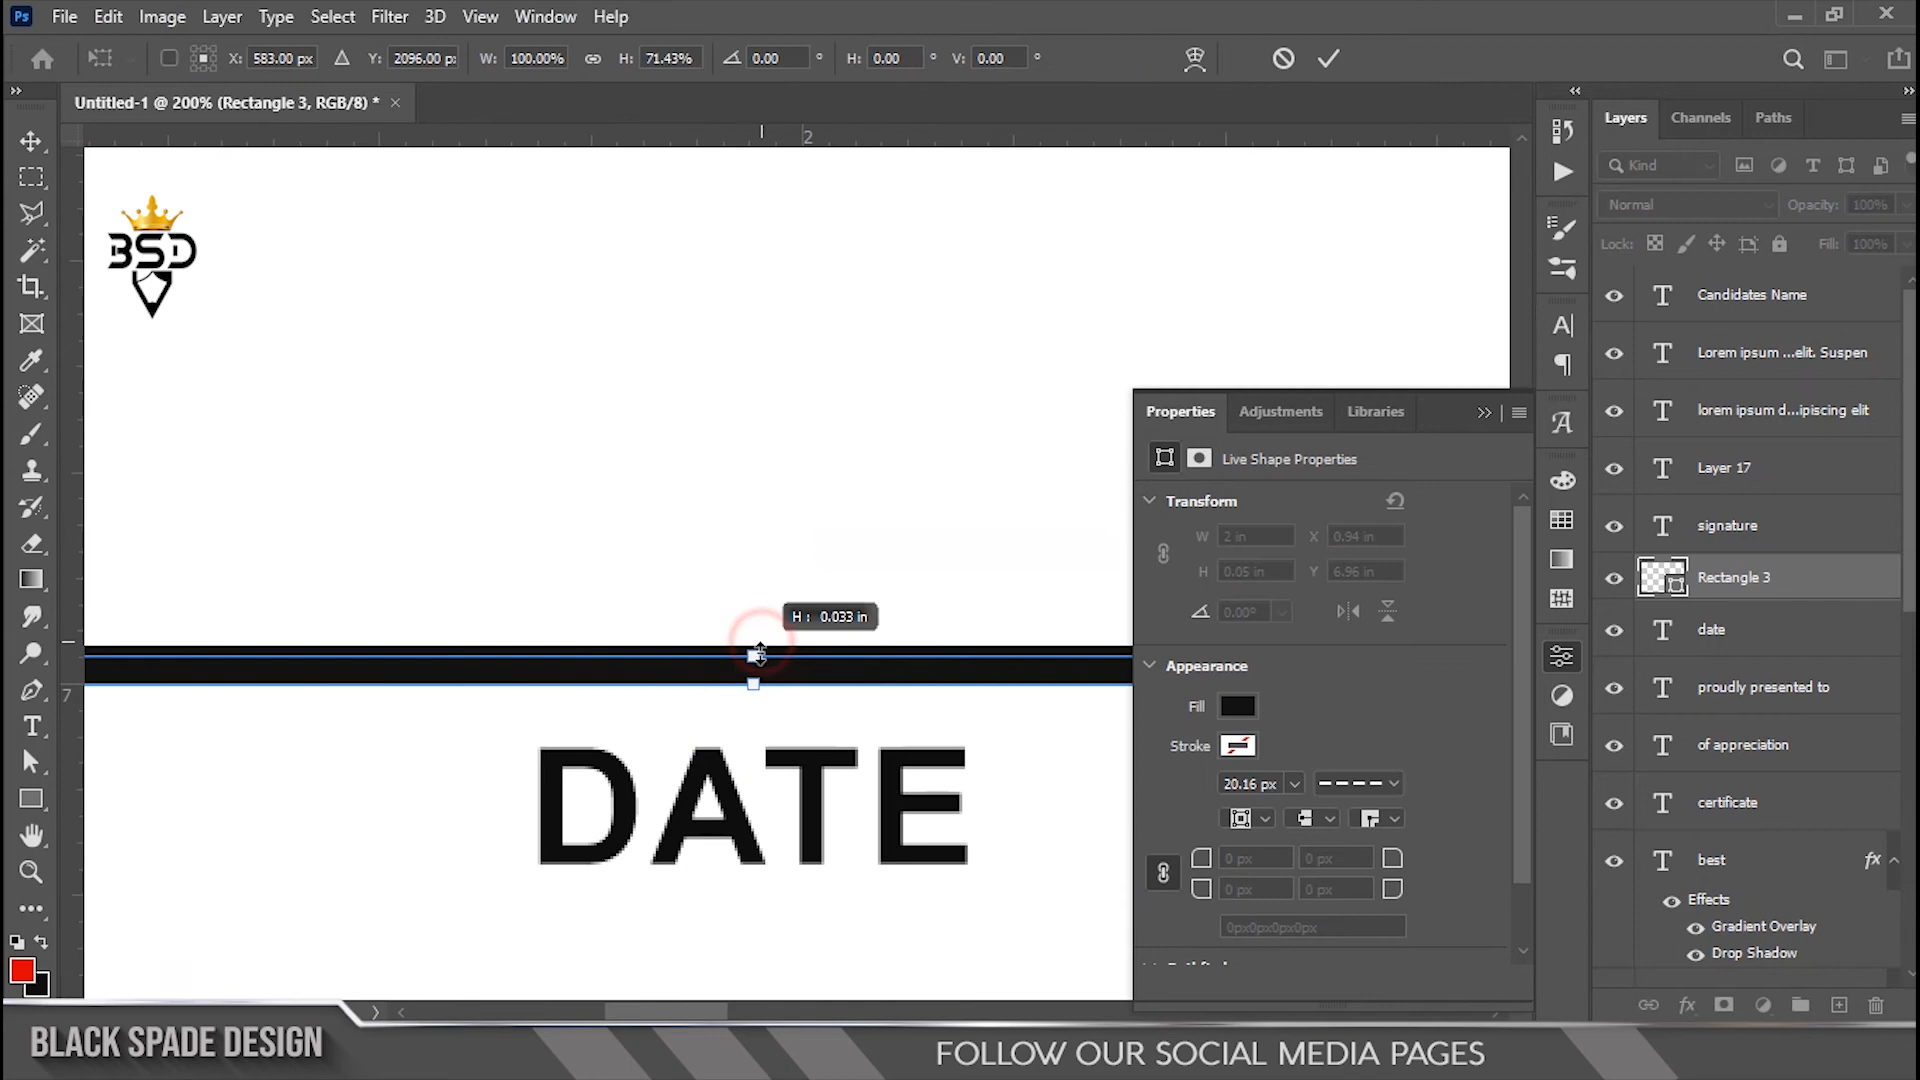 Ps File Edit Image Layer Type Select Filter 3D View Window Help
X: 583.00 px Y: 2096.00 px W: 100.00% H: 71.43% 0.00 ° H: 0.00 ° V: 0.00 °
Untitled-1 @ 200% (Rectangle 3, RGB/8) * ×
2
7
BSD
H : 0.033 in
DATE
Properties Adjustments Libraries
Live Shape Properties
Transform
W 2 in X 0.94 in
H 0.05 in Y 6.96 in
0.00°
Appearance
Fill
Stroke
20.16 px
0 px 0 px
0 px 0 px
0px0px0px0px
Layers Channels Paths
Kind
Normal Opacity: 100%
Lock: Fill: 100%
Candidates Name
Lorem ipsum ...elit. Suspen
lorem ipsum d...ipiscing elit
Layer 17
signature
Rectangle 3
date
proudly presented to
of appreciation
certificate
best fx
Effects
Gradient Overlay
Drop Shadow
fx
BLACK SPADE DESIGN
FOLLOW OUR SOCIAL MEDIA PAGES